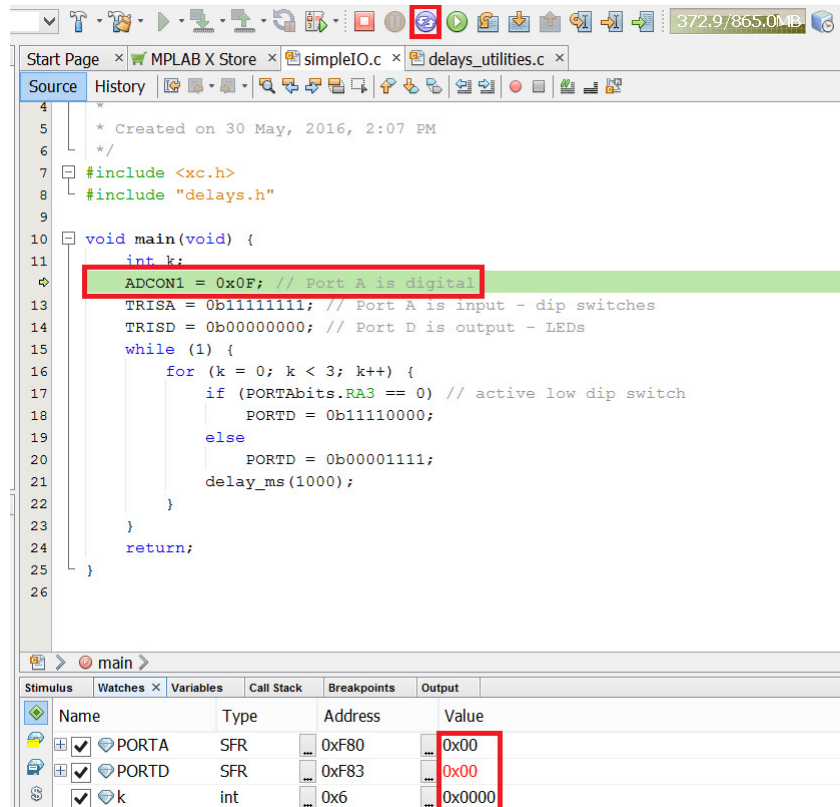 372.9/865.0MB
Start Page × MPLAB X Store × simpleIO.c × delays_utilities.c ×
Source History
4 *
5 * Created on 30 May, 2016, 2:07 PM
6 */
7 #include <xc.h>
8 #include "delays.h"
9
10 void main(void) {
11 int k;
ADCON1 = 0x0F; // Port A is digital
13 TRISA = 0b11111111; // Port A is input - dip switches
14 TRISD = 0b00000000; // Port D is output - LEDs
15 while (1) {
16 for (k = 0; k < 3; k++) {
17 if (PORTAbits.RA3 == 0) // active low dip switch
18 PORTD = 0b11110000;
19 else
20 PORTD = 0b00001111;
21 delay_ms(1000);
22 }
23 }
24 return;
25 }
26
main
Stimulus Watches × Variables Call Stack Breakpoints Output
Name Type Address Value
PORTA SFR ... 0xF80 ... 0x00
PORTD SFR ... 0xF83 ... 0x00
k int ... 0x6 ... 0x0000